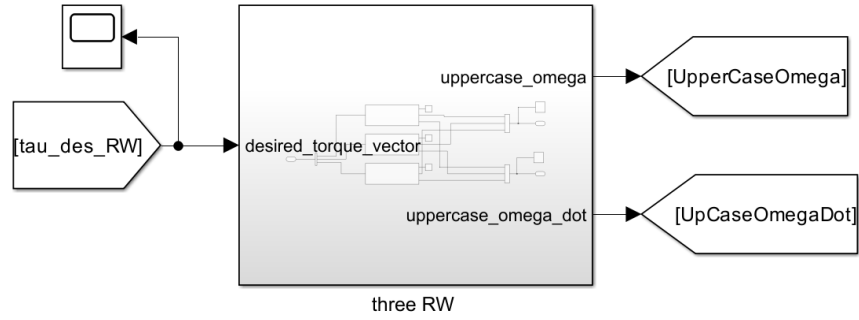 uppercase_omega
[UpperCaseOmega]
[tau_des_RW]
desired_torque_vector
uppercase_omega_dot
[UpCaseOmegaDot]
three RW